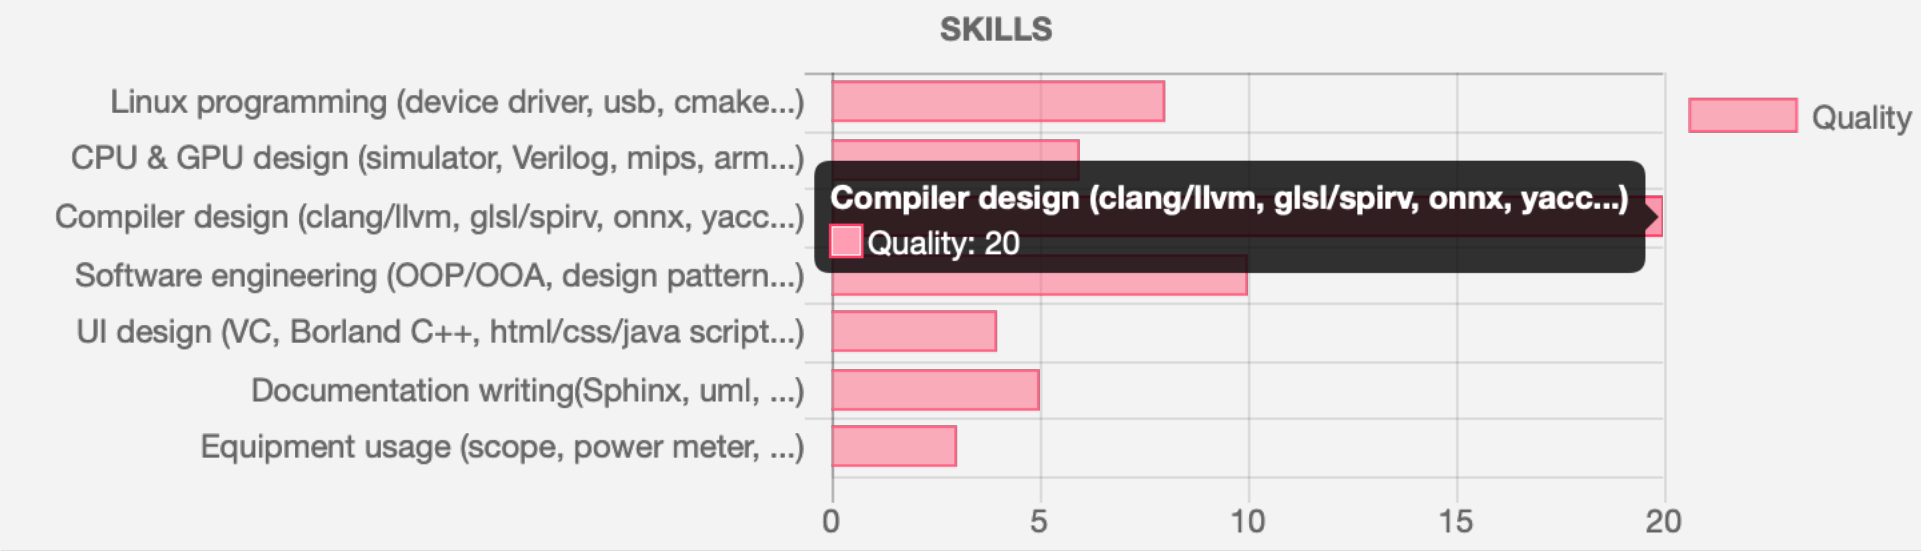 SKILLS
Linux programming (device driver, usb, cmake...)
Quality
CPU & GPU design (simulator, Verilog, mips, arm...)
Compiler design (clang/llvm, glsl/spirv, onnx, yacc...)
Compiler design (clang/llvm, glsl/spirv, onnx, yacc...)
Quality: 20
Software engineering (OOP/OOA, design pattern...)
UI design (VC, Borland C++, html/css/java script...)
Documentation writing(Sphinx, uml, ...)
Equipment usage (scope, power meter, ...)
0 5 10 15 20